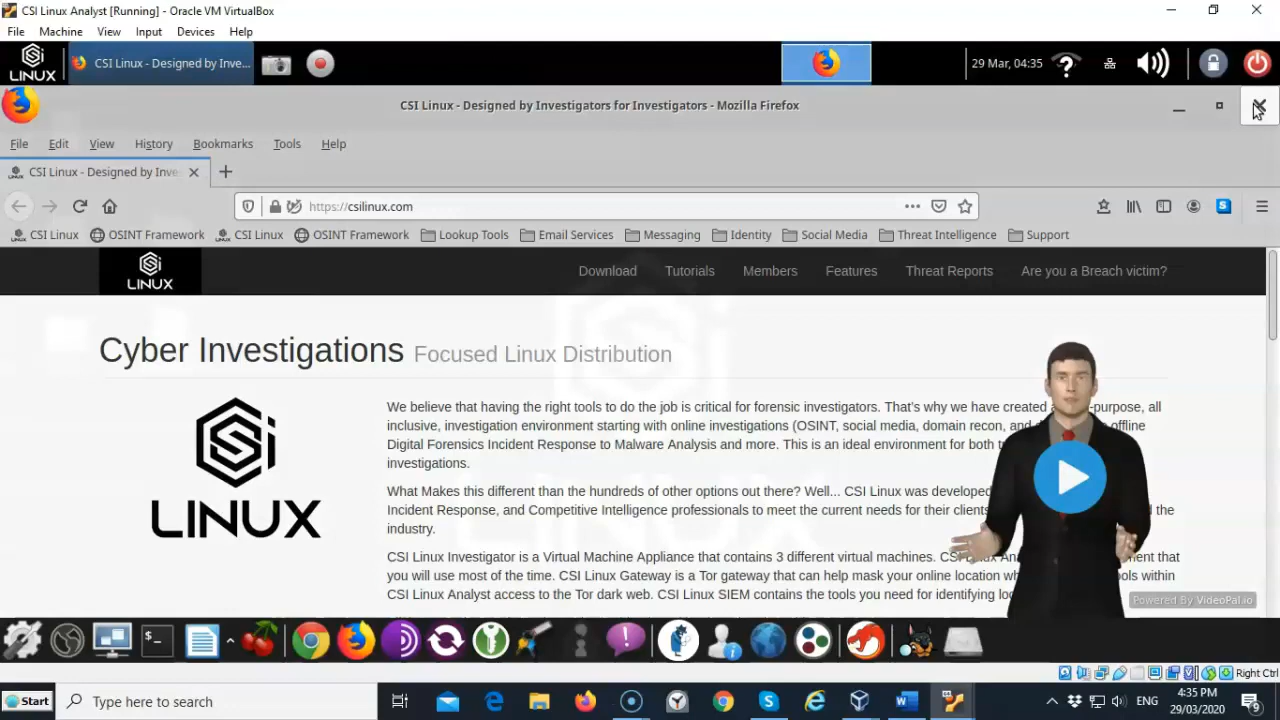 CSI Linux Analyst [Running] - Oracle VM VirtualBox
File Machine View Input Devices Help
LINUX
CSI Linux - Designed by Inve...
29 Mar, 04:35
CSI Linux - Designed by Investigators for Investigators - Mozilla Firefox
File Edit View History Bookmarks Tools Help
CSI Linux - Designed by Inves
https://csilinux.com
CSI Linux OSINT Framework CSI Linux OSINT Framework Lookup Tools Email Services Messaging Identity Social Media Threat Intelligence Support
LINUX
Download Tutorials Members Features Threat Reports Are you a Breach victim?
Cyber Investigations Focused Linux Distribution
LINUX
We believe that having the right tools to do the job is critical for forensic investigators. That's why we have created a -purpose, all
inclusive, investigation environment starting with online investigations (OSINT, social media, domain recon, and offline
Digital Forensics Incident Response to Malware Analysis and more. This is an ideal environment for both
investigations.
What Makes this different than the hundreds of other options out there? Well... CSI Linux was developed
Incident Response, and Competitive Intelligence professionals to meet the current needs for their clients the
industry.
CSI Linux Investigator is a Virtual Machine Appliance that contains 3 different virtual machines. that
you will use most of the time. CSI Linux Gateway is a Tor gateway that can help mask your online location within
CSI Linux Analyst access to the Tor dark web. CSI Linux SIEM contains the tools you need for identifying
Powered By VideoPal.io
Right Ctrl
Start
Type here to search
ENG
4:35 PM
29/03/2020
9